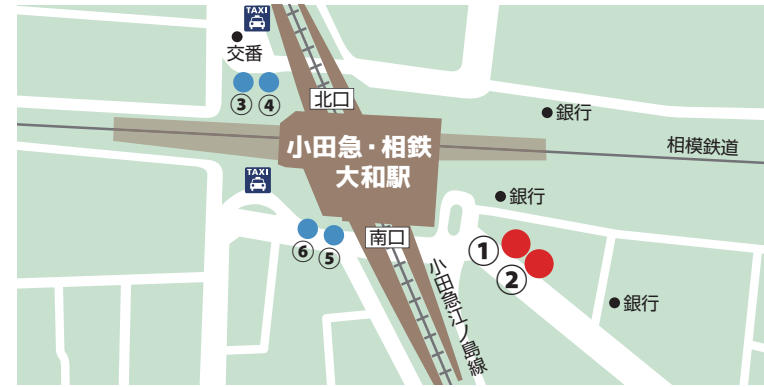 TAXI
交番
③
④
北口
銀行
小田急・相鉄
大和駅
相模鉄道
TAXI
銀行
⑥
⑤
南口
①
②
小田急江ノ島線
銀行